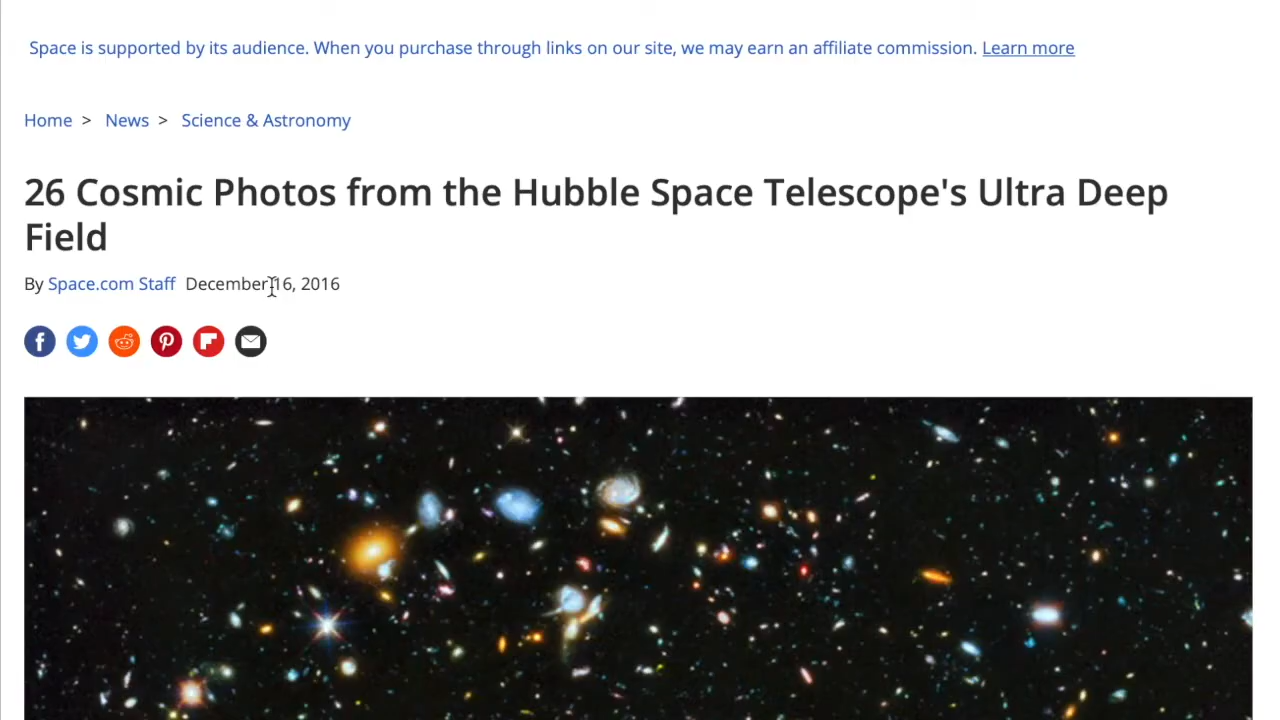 Space is supported by its audience. When you purchase through links on our site, we may earn an affiliate commission. Learn more
Home > News > Science & Astronomy
26 Cosmic Photos from the Hubble Space Telescope's Ultra Deep
Field
By Space.com Staff December 16, 2016